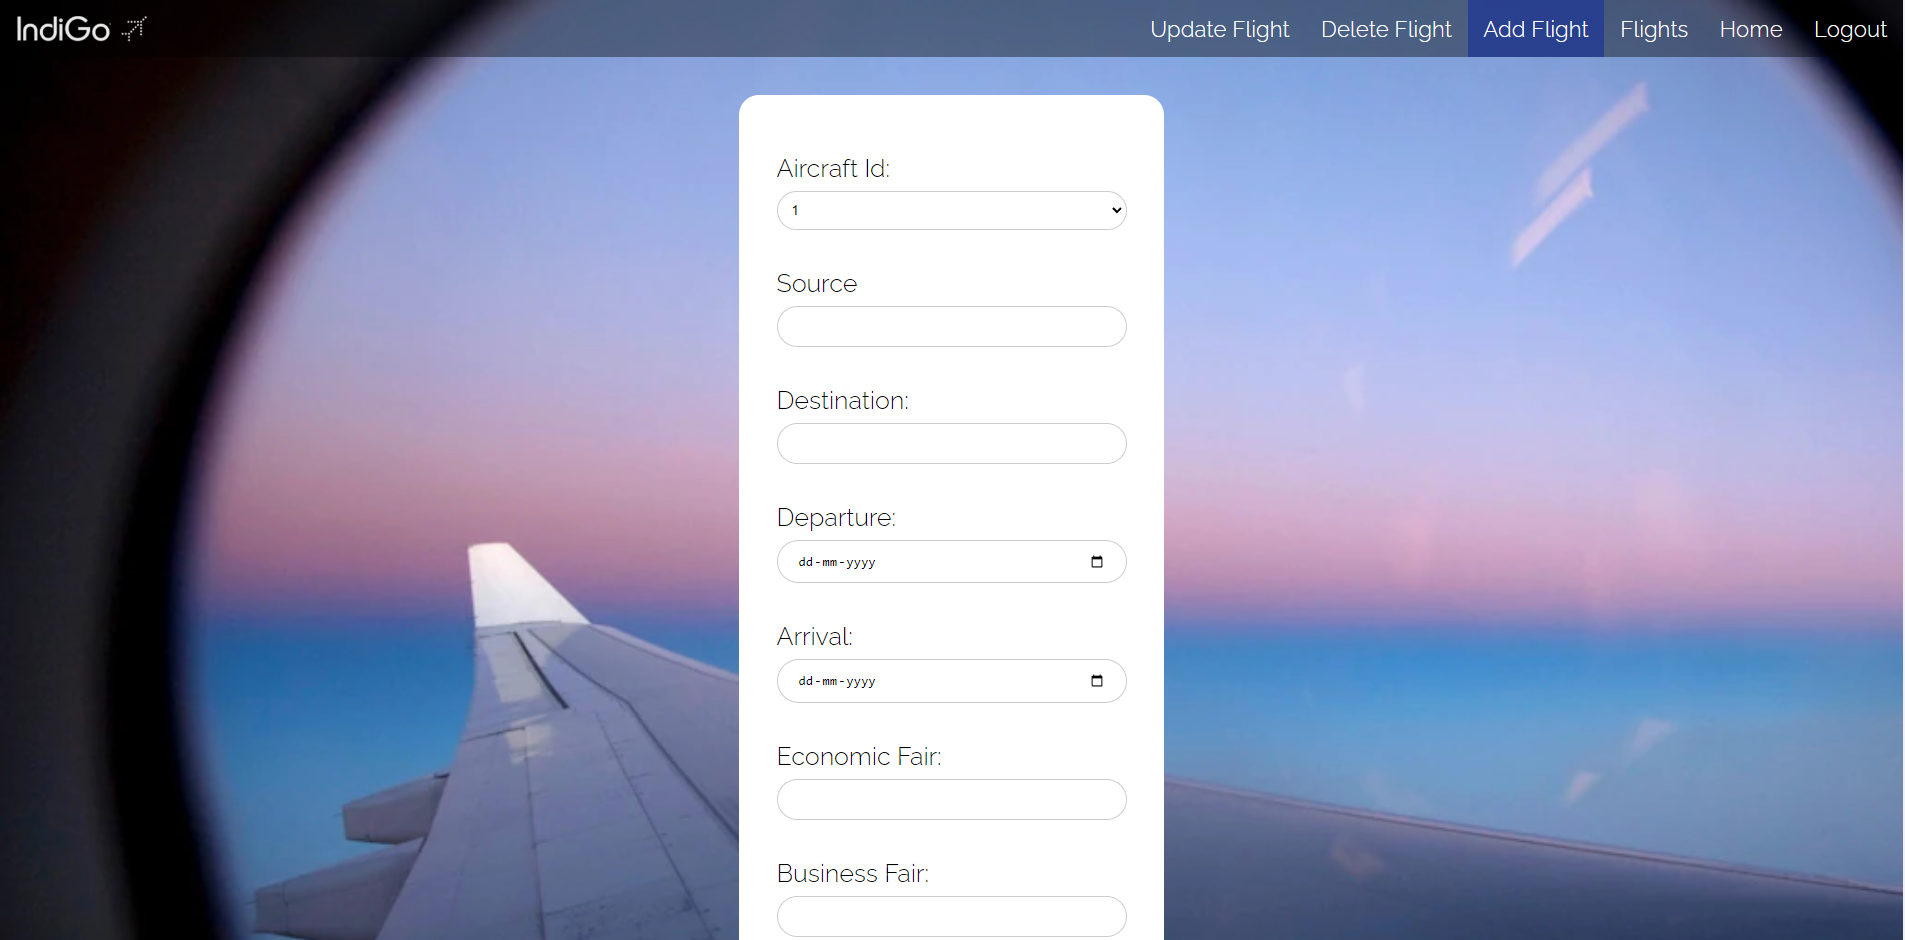 IndiGo
Update Flight Delete Flight Add Flight Flights Home Logout
Aircraft Id:
1
Source
Destination:
Departure:
dd-mm-yyyy
Arrival:
dd-mm-yyyy
Economic Fair:
Business Fair: